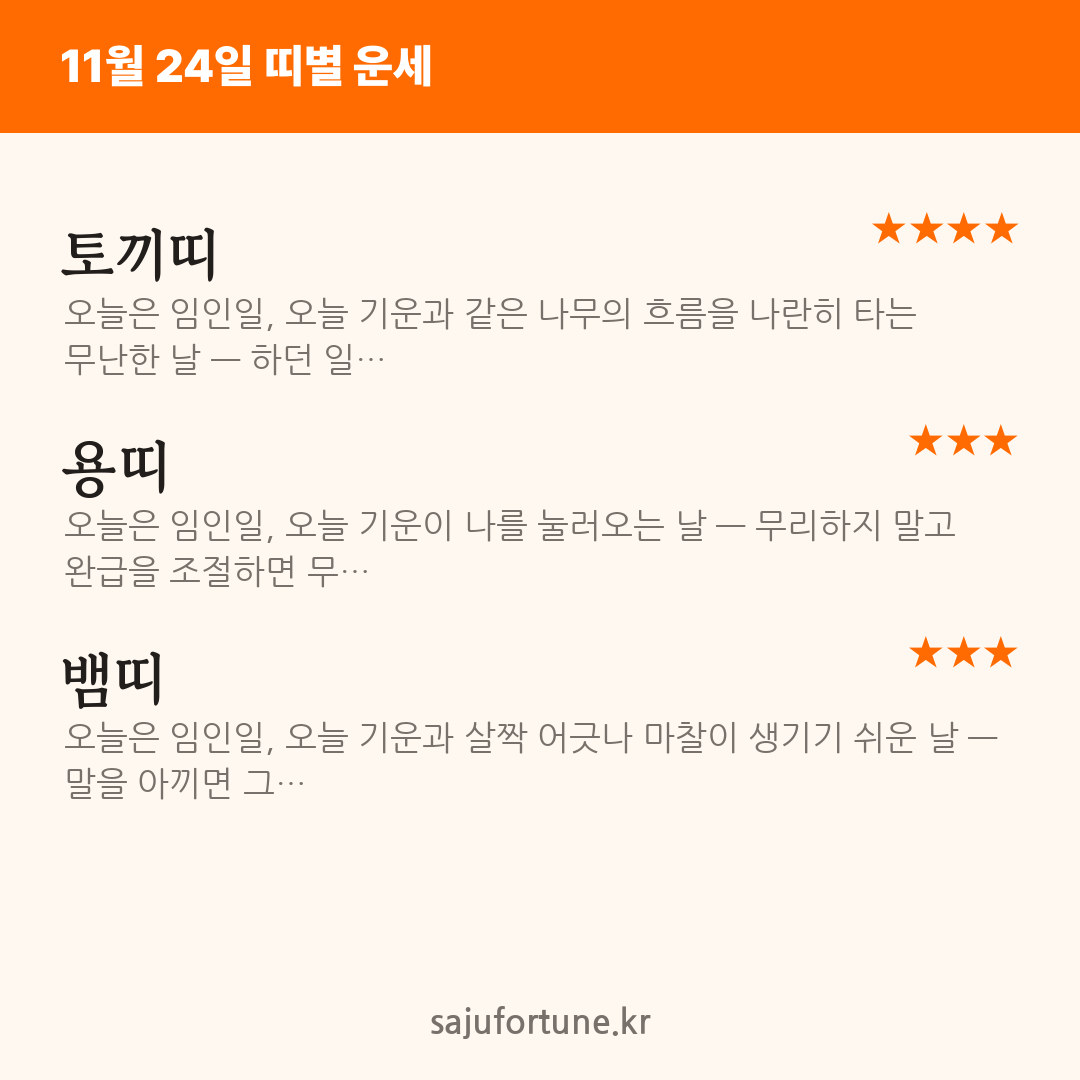 11월 24일 띠별 운세
토끼띠
★★★★
오늘은 임인일, 오늘 기운과 같은 나무의 흐름을 나란히 타는
무난한 날 — 하던 일…
용띠
★★★
오늘은 임인일, 오늘 기운이 나를 눌러오는 날 — 무리하지 말고
완급을 조절하면 무…
뱀띠
★★★
오늘은 임인일, 오늘 기운과 살짝 어긋나 마찰이 생기기 쉬운 날 —
말을 아끼면 그…
sajufortune.kr